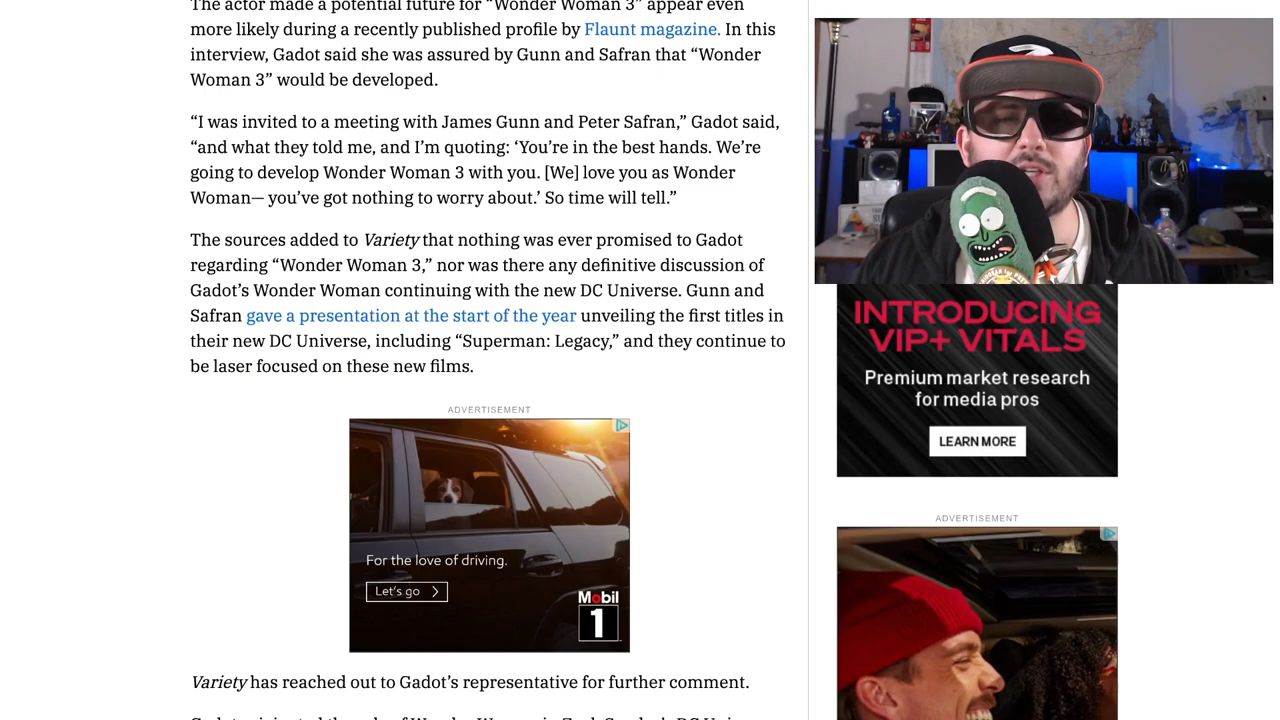 The actor made a potential future for “Wonder Woman 3” appear even
more likely during a recently published profile by Flaunt magazine. In this
interview, Gadot said she was assured by Gunn and Safran that “Wonder
Woman 3” would be developed.
“I was invited to a meeting with James Gunn and Peter Safran,” Gadot said,
“and what they told me, and I’m quoting: ‘You’re in the best hands. We’re
going to develop Wonder Woman 3 with you. [We] love you as Wonder
Woman— you’ve got nothing to worry about.’ So time will tell.”
The sources added to Variety that nothing was ever promised to Gadot
regarding “Wonder Woman 3,” nor was there any definitive discussion of
Gadot’s Wonder Woman continuing with the new DC Universe. Gunn and
Safran gave a presentation at the start of the year unveiling the first titles in
their new DC Universe, including “Superman: Legacy,” and they continue to
be laser focused on these new films.
ADVERTISEMENT
For the love of driving.
Let’s go >
Mobil
1
Variety has reached out to Gadot’s representative for further comment.
INTRODUCING
VIP+ VITALS
Premium market research
for media pros
LEARN MORE
ADVERTISEMENT